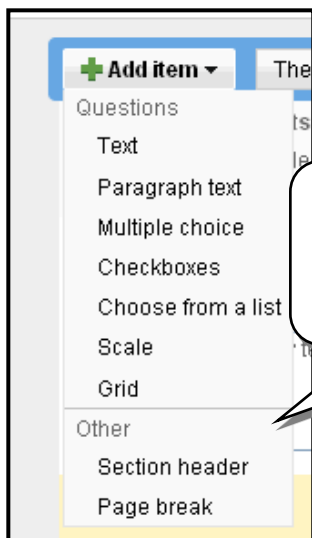 Add item
The
Questions
Text
Paragraph text
Multiple choice
Checkboxes
Choose from a list
Scale
Grid
Other
Section header
Page break